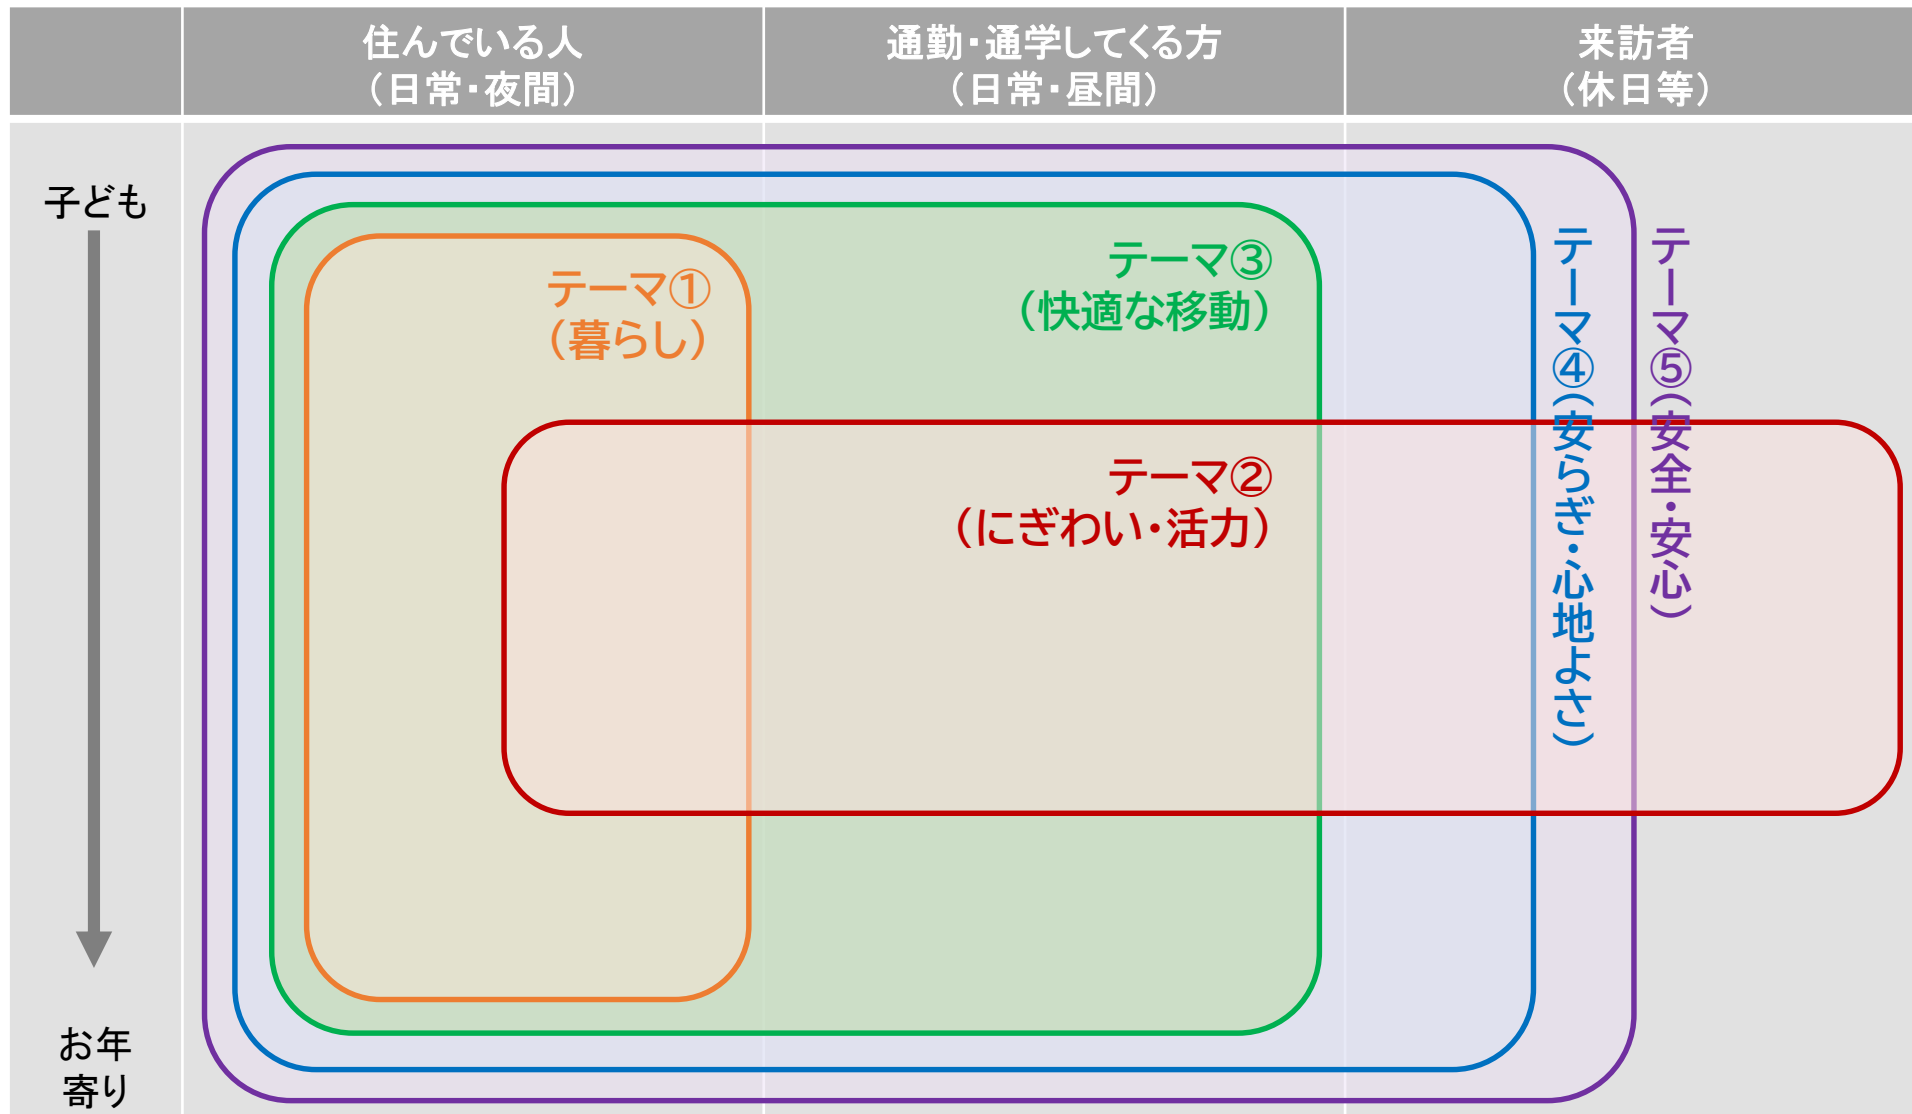 住んでいる人
（日常・夜間）
通勤・通学してくる方
（日常・昼間）
来訪者
（休日等）
子ども
お年
寄り
テーマ①
（暮らし）
テーマ③
（快適な移動）
テーマ②
（にぎわい・活力）
テーマ④（安らぎ・心地よさ）
テーマ⑤（安全・安心）